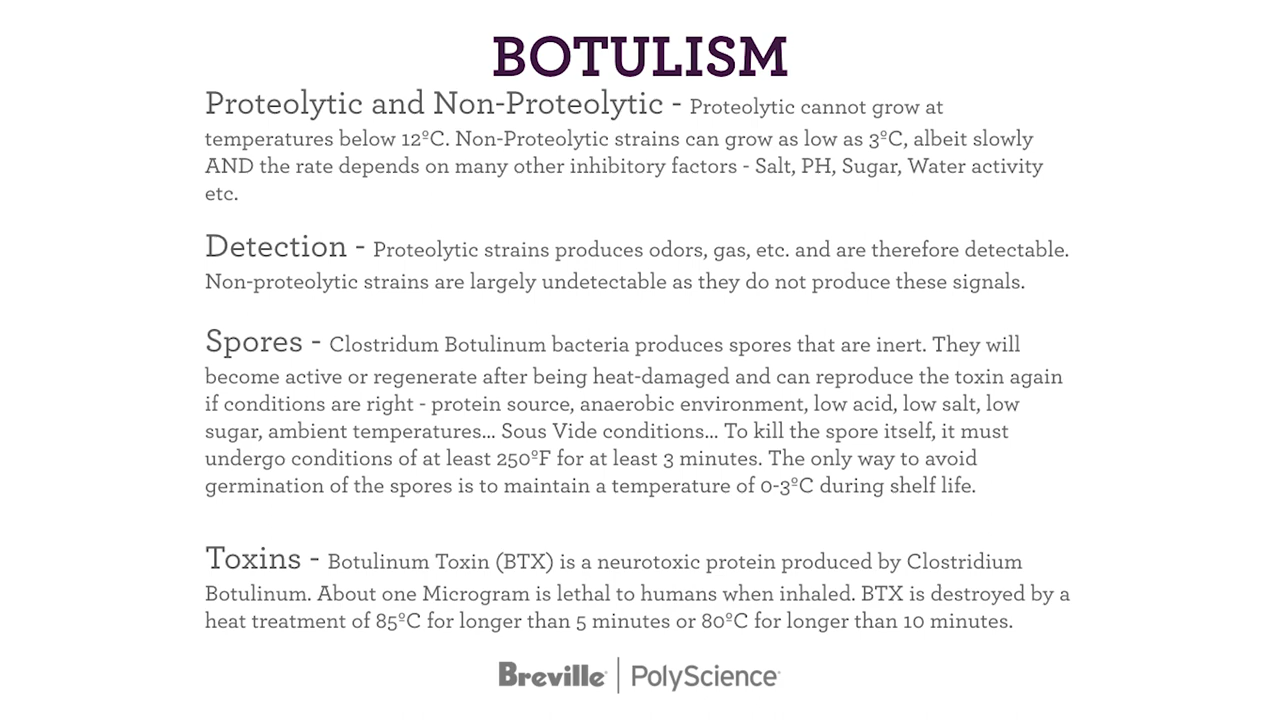 BOTULISM
Proteolytic and Non-Proteolytic - Proteolytic cannot grow at
temperatures below 12ºC. Non-Proteolytic strains can grow as low as 3ºC, albeit slowly
AND the rate depends on many other inhibitory factors - Salt, PH, Sugar, Water activity
etc.
Detection - Proteolytic strains produces odors, gas, etc. and are therefore detectable.
Non-proteolytic strains are largely undetectable as they do not produce these signals.
Spores - Clostridum Botulinum bacteria produces spores that are inert. They will
become active or regenerate after being heat-damaged and can reproduce the toxin again
if conditions are right - protein source, anaerobic environment, low acid, low salt, low
sugar, ambient temperatures... Sous Vide conditions... To kill the spore itself, it must
undergo conditions of at least 250ºF for at least 3 minutes. The only way to avoid
germination of the spores is to maintain a temperature of 0-3ºC during shelf life.
Toxins - Botulinum Toxin (BTX) is a neurotoxic protein produced by Clostridium
Botulinum. About one Microgram is lethal to humans when inhaled. BTX is destroyed by a
heat treatment of 85ºC for longer than 5 minutes or 80ºC for longer than 10 minutes.
Breville | PolyScience